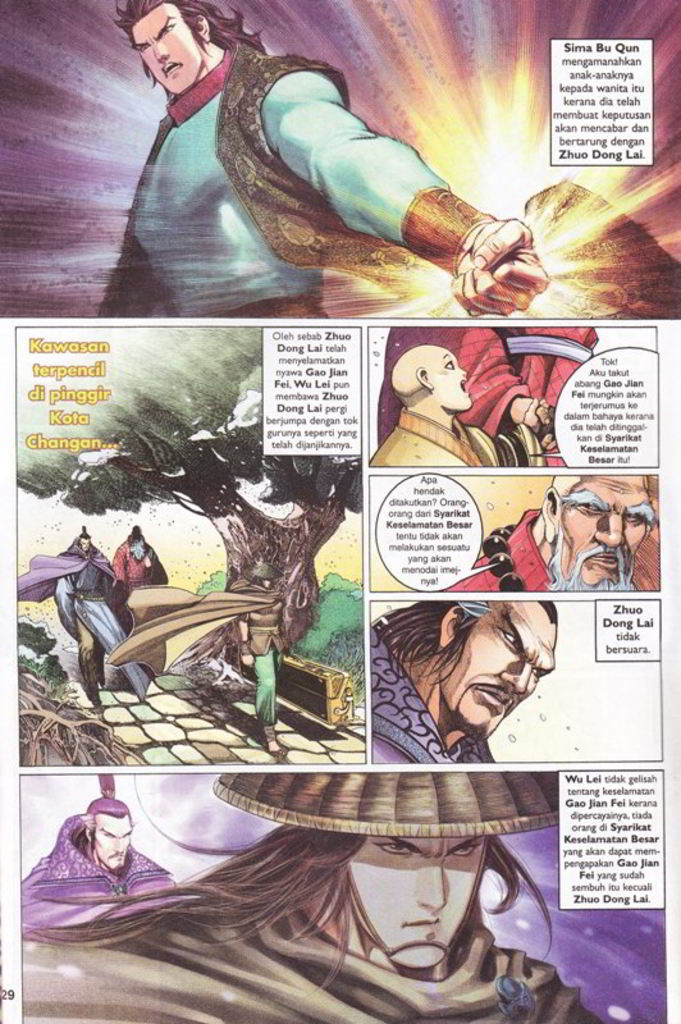 Sima Bu Qun
mengamanahkan
anak-anaknya
kepada wanita itu
kerana dia telah
membuat keputusan
akan mencabar dan
bertarung dengan
Zhuo Dong Lai.
Kawasan
terpencil
di pinggir
Kota
Changan...
Oleh sebab Zhuo
Dong Lai telah
menyelamatkan
nyawa Gao Jian
Fei, Wu Lei pun
membawa Zhuo
Dong Lai pergi
berjumpa dengan tok
gurunya seperti yang
telah dijanjikannya.
Tok!
Aku takut
abang Gao Jian
Fei mungkin akan
terjerumus ke
dalam bahaya kerana
dia telah ditinggal-
kan di Syarikat
Keselamatan
Besar itu!
Apa
hendak
ditakutkan? Orang-
orang dari Syarikat
Keselamatan Besar
tentu tidak akan
melakukan sesuatu
yang akan
menjejaskan imej-
nya!
Zhuo
Dong Lai
tidak
bersuara.
Wu Lei tidak gelisah
tentang keselamatan
Gao Jian Fei kerana
dipercayainya, tiada
orang di Syarikat
Keselamatan Besar
yang akan dapat mem-
pengapakan Gao Jian
Fei yang sudah
sembuh itu kecuali
Zhuo Dong Lai.
29